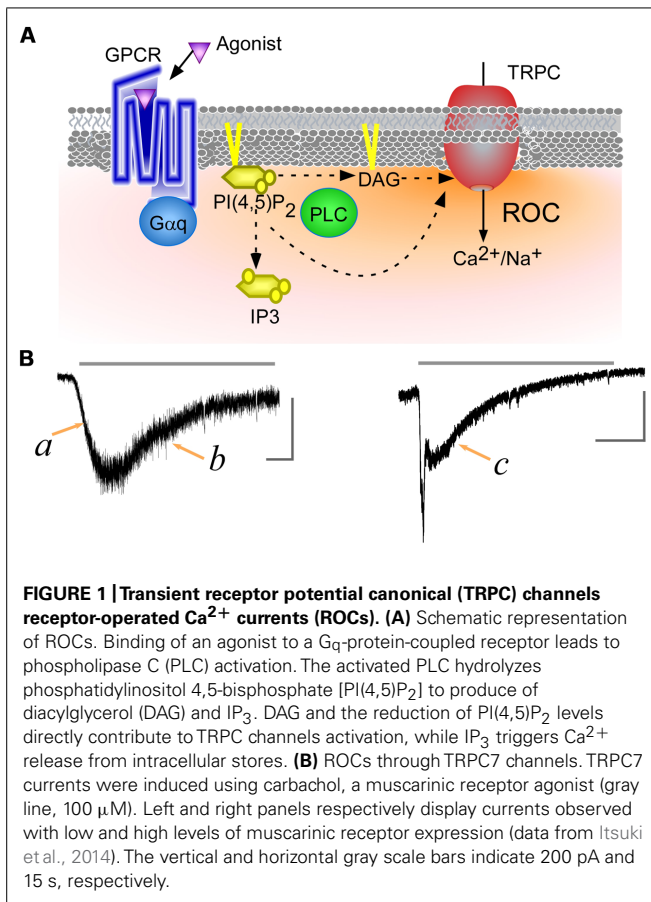 A
GPCR
Agonist
TRPC
PI(4,5)P2
DAG
PLC
ROC
Gαq
Ca2+/Na+
IP3
B
a
b
c
FIGURE 1 | Transient receptor potential canonical (TRPC) channels
receptor-operated Ca2+ currents (ROCs). (A) Schematic representation
of ROCs. Binding of an agonist to a Gq-protein-coupled receptor leads to
phospholipase C (PLC) activation. The activated PLC hydrolyzes
phosphatidylinositol 4,5-bisphosphate [PI(4,5)P2] to produce of
diacylglycerol (DAG) and IP3. DAG and the reduction of PI(4,5)P2 levels
directly contribute to TRPC channels activation, while IP3 triggers Ca2+
release from intracellular stores. (B) ROCs through TRPC7 channels. TRPC7
currents were induced using carbachol, a muscarinic receptor agonist (gray
line, 100 μM). Left and right panels respectively display currents observed
with low and high levels of muscarinic receptor expression (data from Itsuki
et al., 2014). The vertical and horizontal gray scale bars indicate 200 pA and
15 s, respectively.